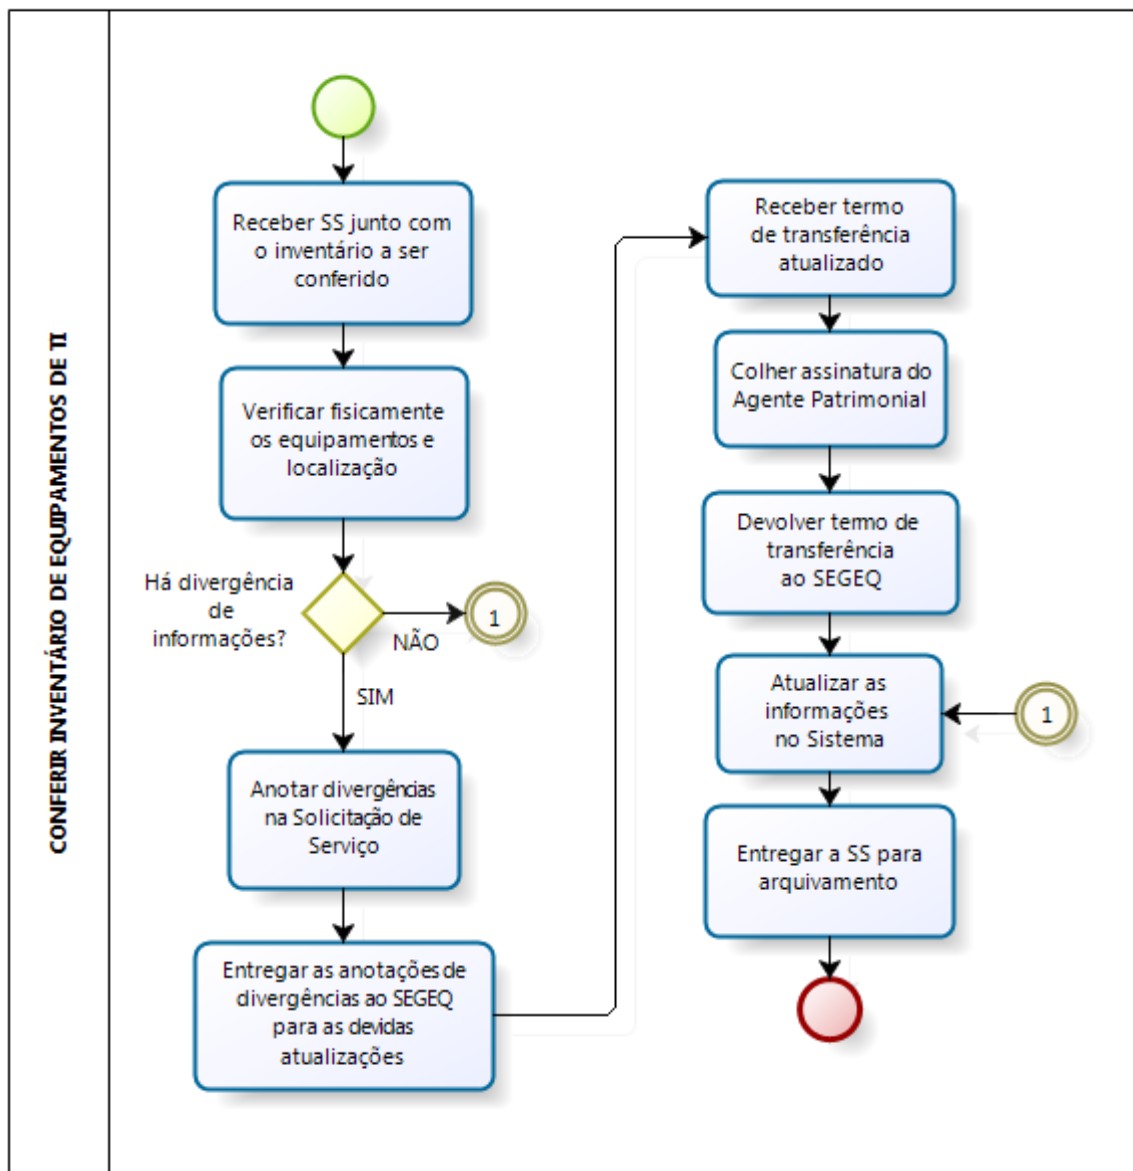 CONFERIR INVENTÁRIO DE EQUIPAMENTOS DE TI
Receber SS junto com
o inventário a ser
conferido
Verificar fisicamente
os equipamentos e
localização
Há divergência
de
informações?
NÃO
1
SIM
Anotar divergências
na Solicitação de
Serviço
Entregar as anotações de
divergências ao SEGEQ
para as devidas
atualizações
Receber termo
de transferência
atualizado
Colher assinatura do
Agente Patrimonial
Devolver termo de
transferência
ao SEGEQ
Atualizar as
informações
no Sistema
1
Entregar a SS para
arquivamento